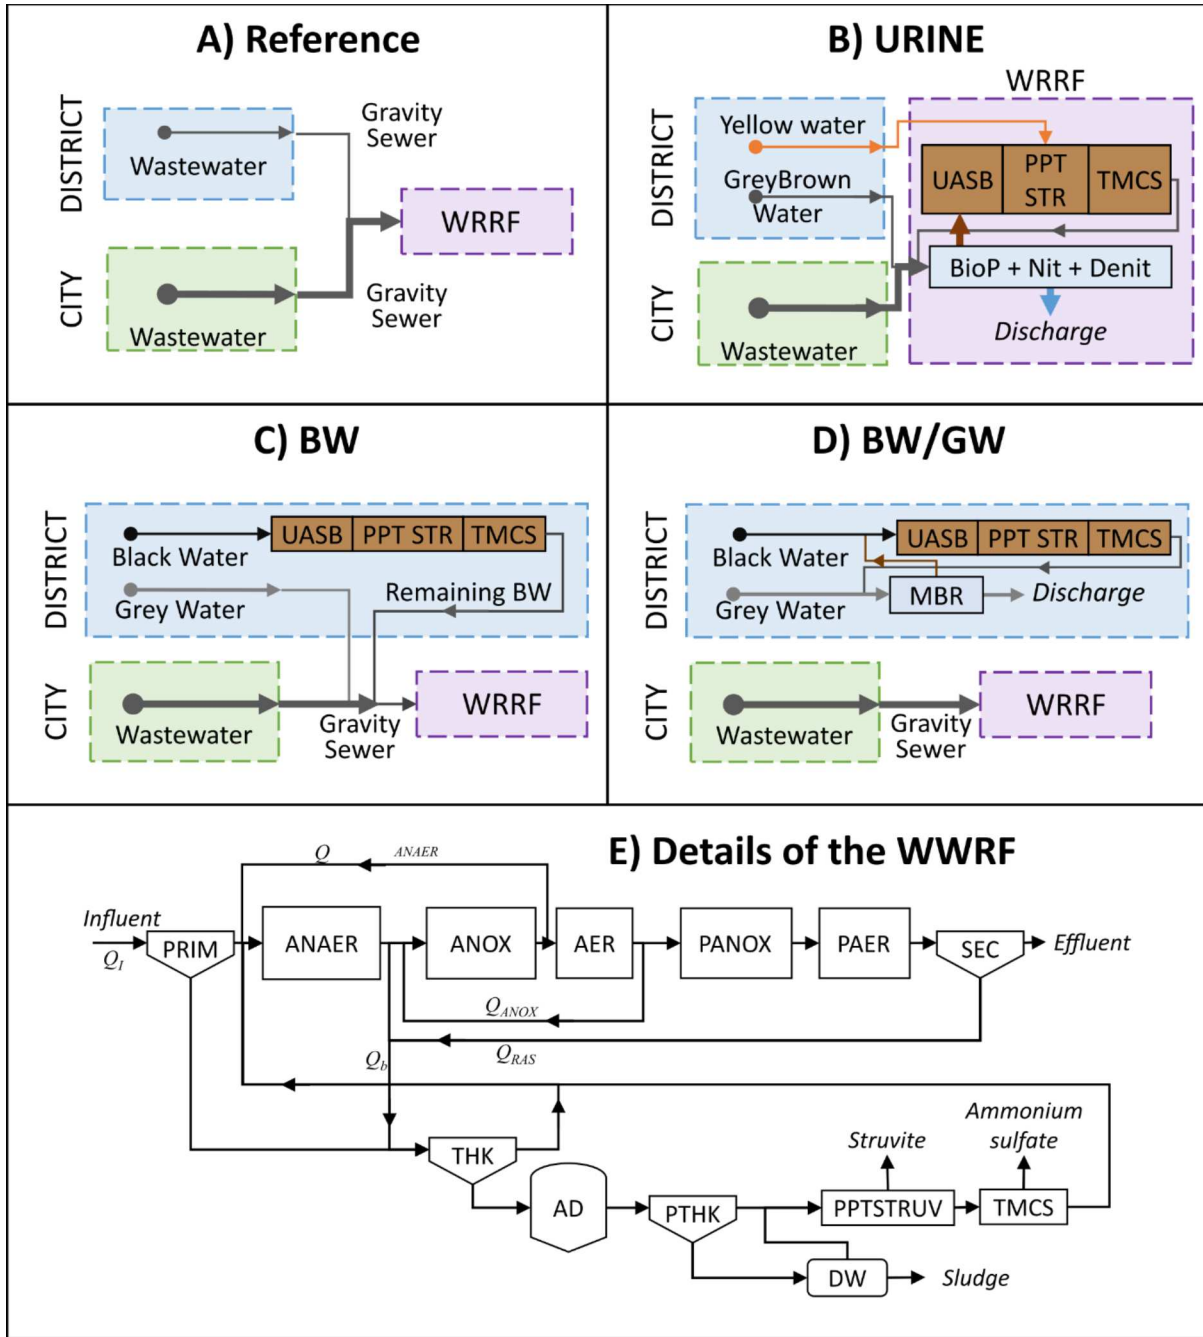 A) Reference
DISTRICT
Wastewater
Gravity
Sewer
WRRF
CITY
Wastewater
Gravity
Sewer
B) URINE
WRRF
DISTRICT
Yellow water
GreyBrown
Water
UASB
PPT
STR
TMCS
BioP + Nit + Denit
Discharge
CITY
Wastewater
C) BW
DISTRICT
Black Water
UASB
PPT STR
TMCS
Grey Water
Remaining BW
CITY
Wastewater
Gravity
Sewer
WRRF
D) BW/GW
DISTRICT
Black Water
UASB
PPT STR
TMCS
Grey Water
MBR
Discharge
CITY
Wastewater
Gravity
Sewer
WRRF
E) Details of the WWRF
Q ANAER
Influent
Q_I
PRIM
ANAER
ANOX
AER
PANOX
PAER
SEC
Effluent
Q_ANOX
Q_b
Q_RAS
THK
AD
PTHK
Struvite
Ammonium
sulfate
PPTSTRUV
TMCS
DW
Sludge